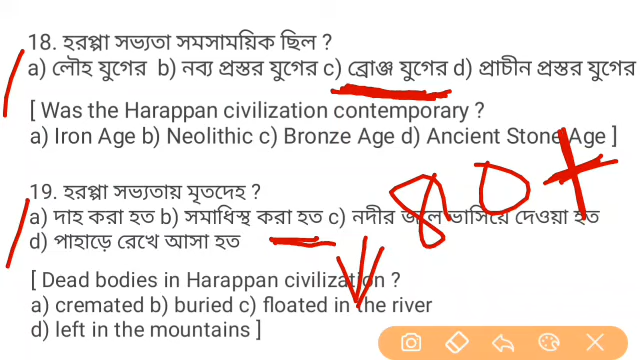 18. হরপ্পা সভ্যতা সমসাময়িক ছিল ?
a) লৌহ যুগের b) নব্য প্রস্তর যুগের c) ব্রোঞ্জ যুগের d) প্রাচীন প্রস্তর যুগের
[ Was the Harappan civilization contemporary ?
a) Iron Age b) Neolithic c) Bronze Age d) Ancient Stone Age ]
80+
19. হরপ্পা সভ্যতায় মৃতদেহ ?
a) দাহ করা হত b) সমাধিস্থ করা হত c) নদীর জলে ভাসিয়ে দেওয়া হত
d) পাহাড়ে রেখে আসা হত
[ Dead bodies in Harappan civilization ?
a) cremated b) buried c) floated in the river
d) left in the mountains ]